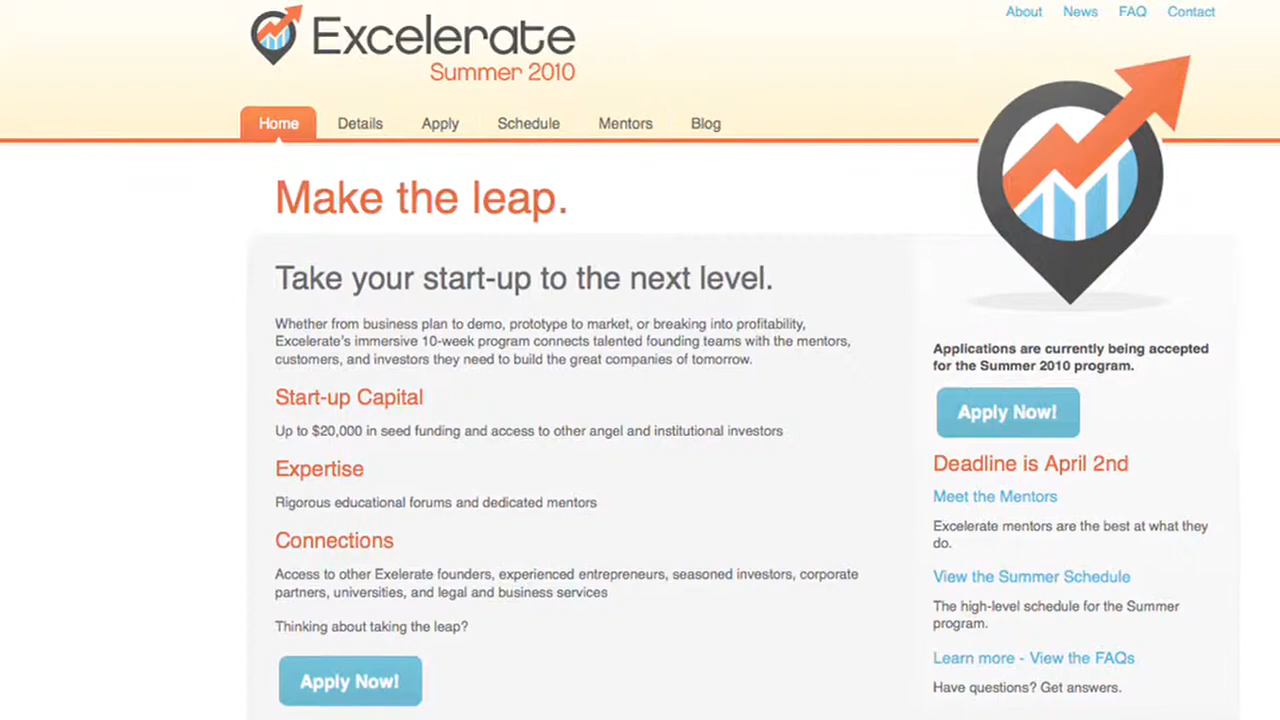 About News FAQ Contact
Excelerate
Summer 2010
Home Details Apply Schedule Mentors Blog
Make the leap.
Take your start-up to the next level.
Whether from business plan to demo, prototype to market, or breaking into profitability,
Excelerate's immersive 10-week program connects talented founding teams with the mentors,
customers, and investors they need to build the great companies of tomorrow.
Start-up Capital
Up to $20,000 in seed funding and access to other angel and institutional investors
Expertise
Rigorous educational forums and dedicated mentors
Connections
Access to other Exelerate founders, experienced entrepreneurs, seasoned investors, corporate
partners, universities, and legal and business services
Thinking about taking the leap?
Apply Now!
Applications are currently being accepted
for the Summer 2010 program.
Apply Now!
Deadline is April 2nd
Meet the Mentors
Excelerate mentors are the best at what they
do.
View the Summer Schedule
The high-level schedule for the Summer
program.
Learn more - View the FAQs
Have questions? Get answers.